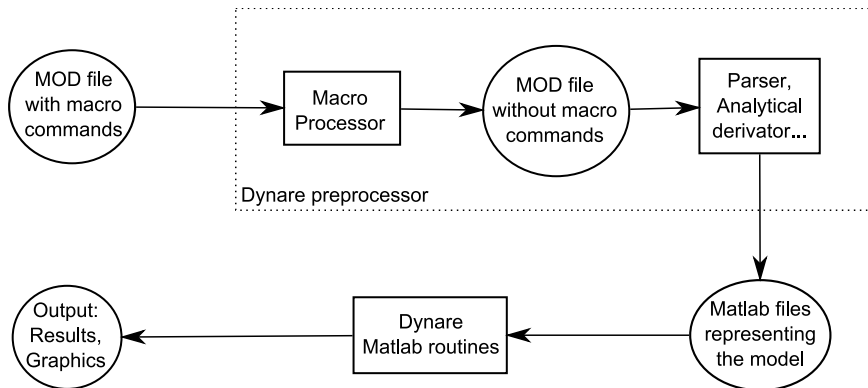 MOD file
with macro
commands
Macro
Processor
MOD file
without macro
commands
Parser,
Analytical
derivator...
Dynare preprocessor
Output:
Results,
Graphics
Dynare
Matlab routines
Matlab files
representing
the model